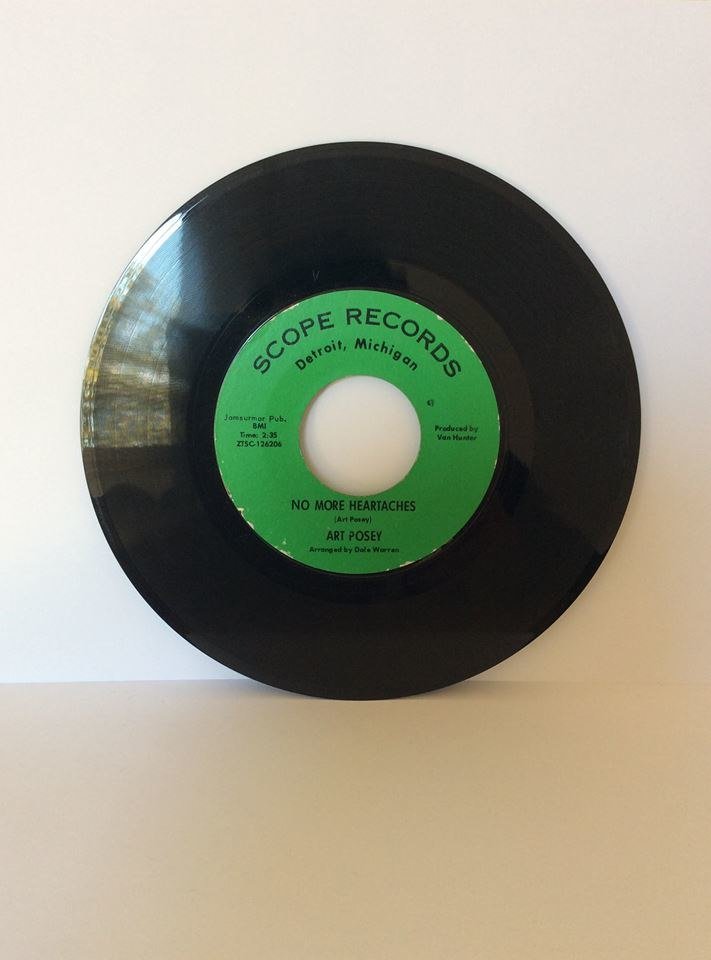 SCOPE RECORDS
Detroit, Michigan
Jamsurmar Pub.
BMI
Time: 2:35
ZTSC-126206
Produced by
Van Hunter
NO MORE HEARTACHES
(Art Posey)
ART POSEY
Arranged by Dale Warren